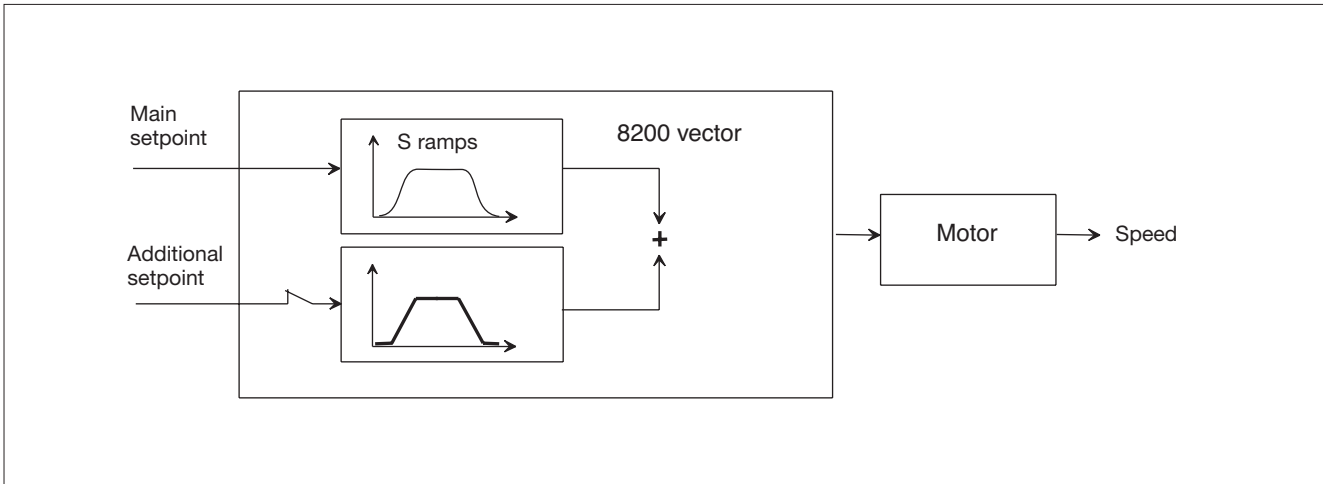 Main
setpoint
S ramps
8200 vector
Additional
setpoint
+
Motor
Speed